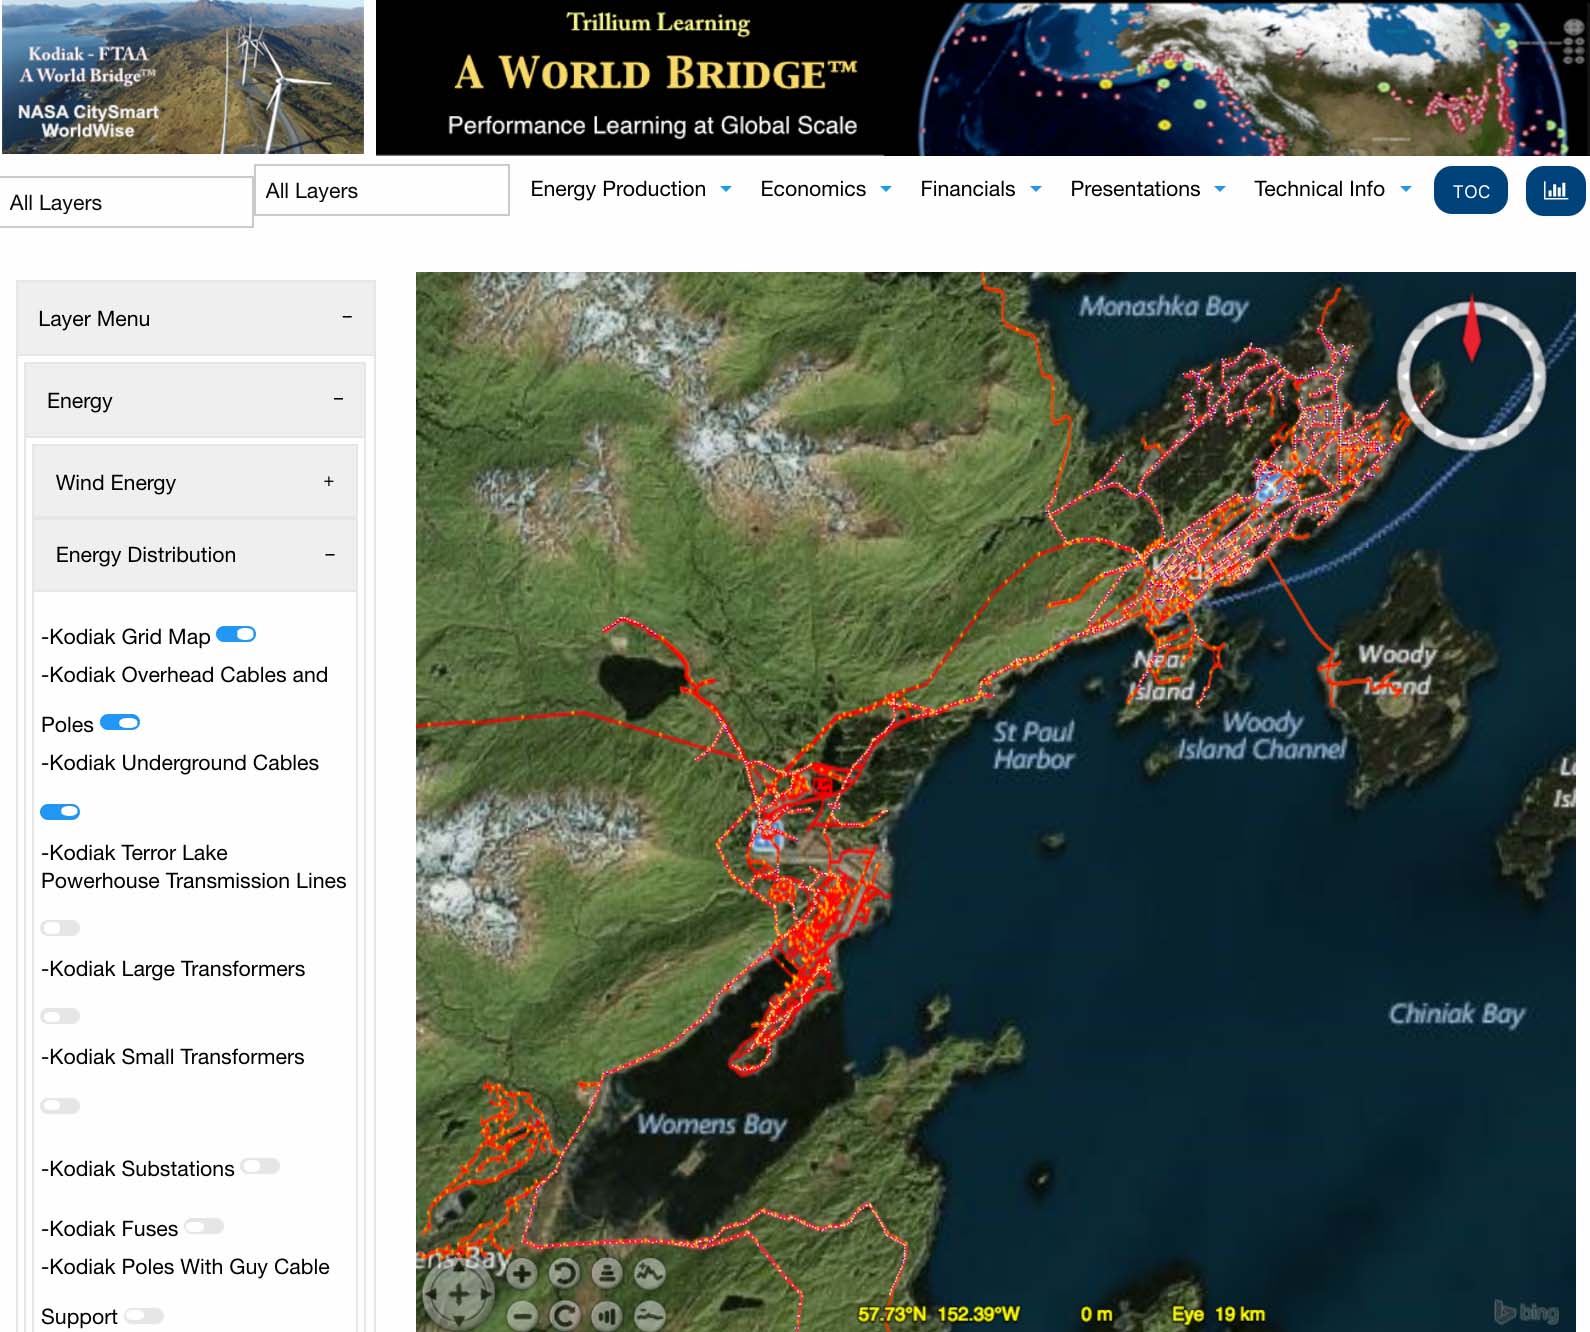 Kodiak - FTAA
A World Bridge™
NASA CitySmart
WorldWise
Trillium Learning
A WORLD BRIDGE™
Performance Learning at Global Scale
All Layers
All Layers
Energy Production
Economics
Financials
Presentations
Technical Info
TOC
Layer Menu −
Energy −
Wind Energy +
Energy Distribution −
-Kodiak Grid Map
-Kodiak Overhead Cables and
Poles
-Kodiak Underground Cables
-Kodiak Terror Lake
Powerhouse Transmission Lines
-Kodiak Large Transformers
-Kodiak Small Transformers
-Kodiak Substations
-Kodiak Fuses
-Kodiak Poles With Guy Cable
Support
Monashka Bay
Near
Island
Woody
Island
St Paul
Harbor
Woody
Island Channel
Chiniak Bay
Womens Bay
57.73°N 152.39°W 0 m Eye 19 km
bing